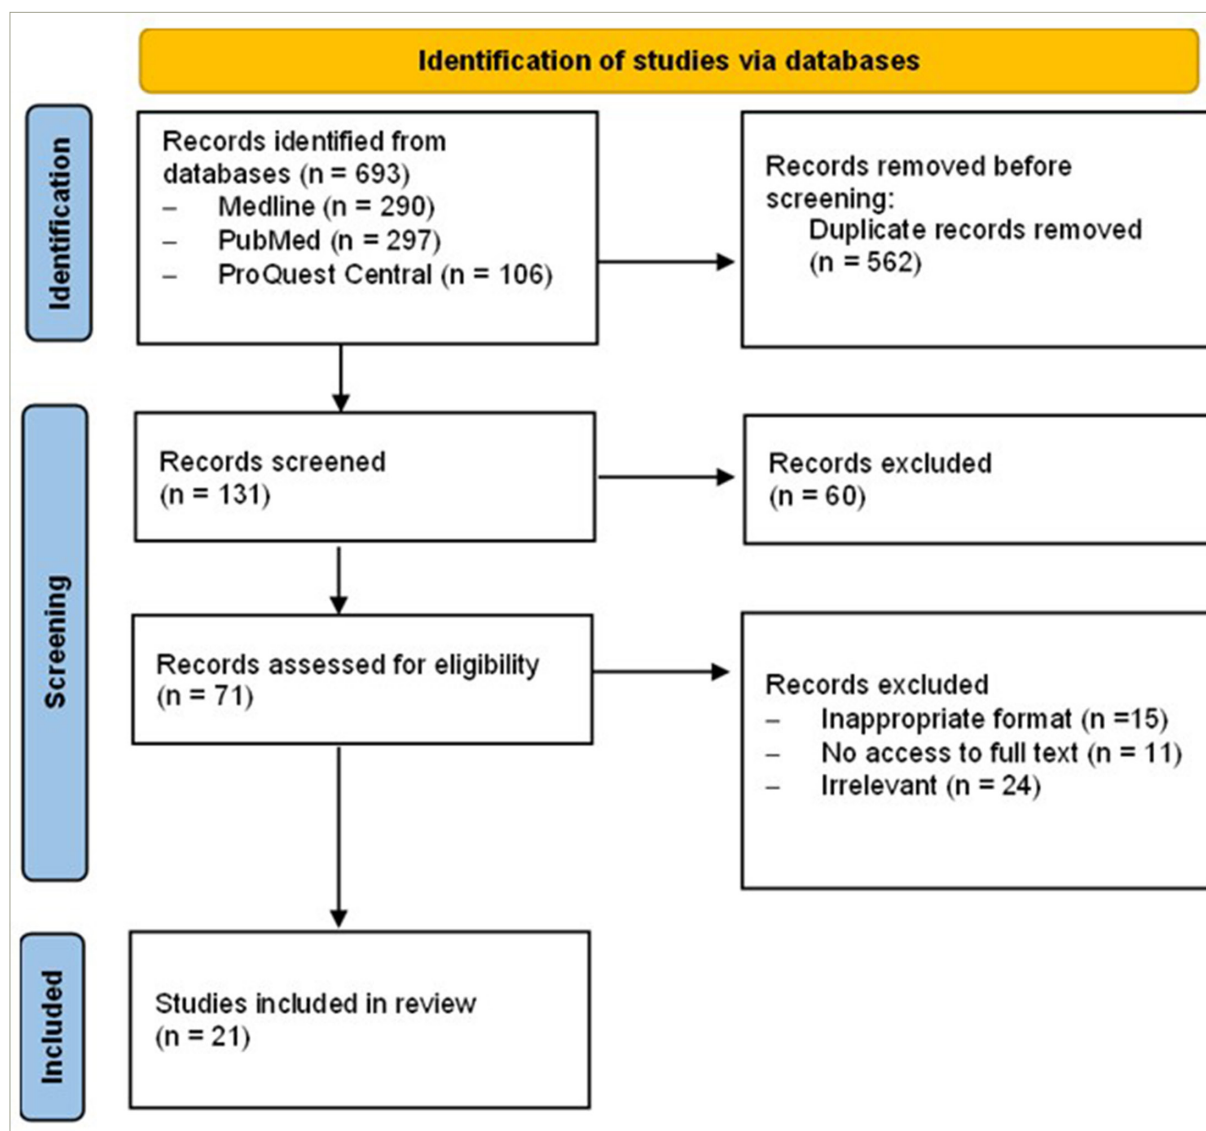 Identification of studies via databases
Identification
Records identified from
databases (n = 693)
– Medline (n = 290)
– PubMed (n = 297)
– ProQuest Central (n = 106)
Records removed before
screening:
Duplicate records removed
(n = 562)
Screening
Records screened
(n = 131)
Records excluded
(n = 60)
Records assessed for eligibility
(n = 71)
Records excluded
– Inappropriate format (n =15)
– No access to full text (n = 11)
– Irrelevant (n = 24)
Included
Studies included in review
(n = 21)